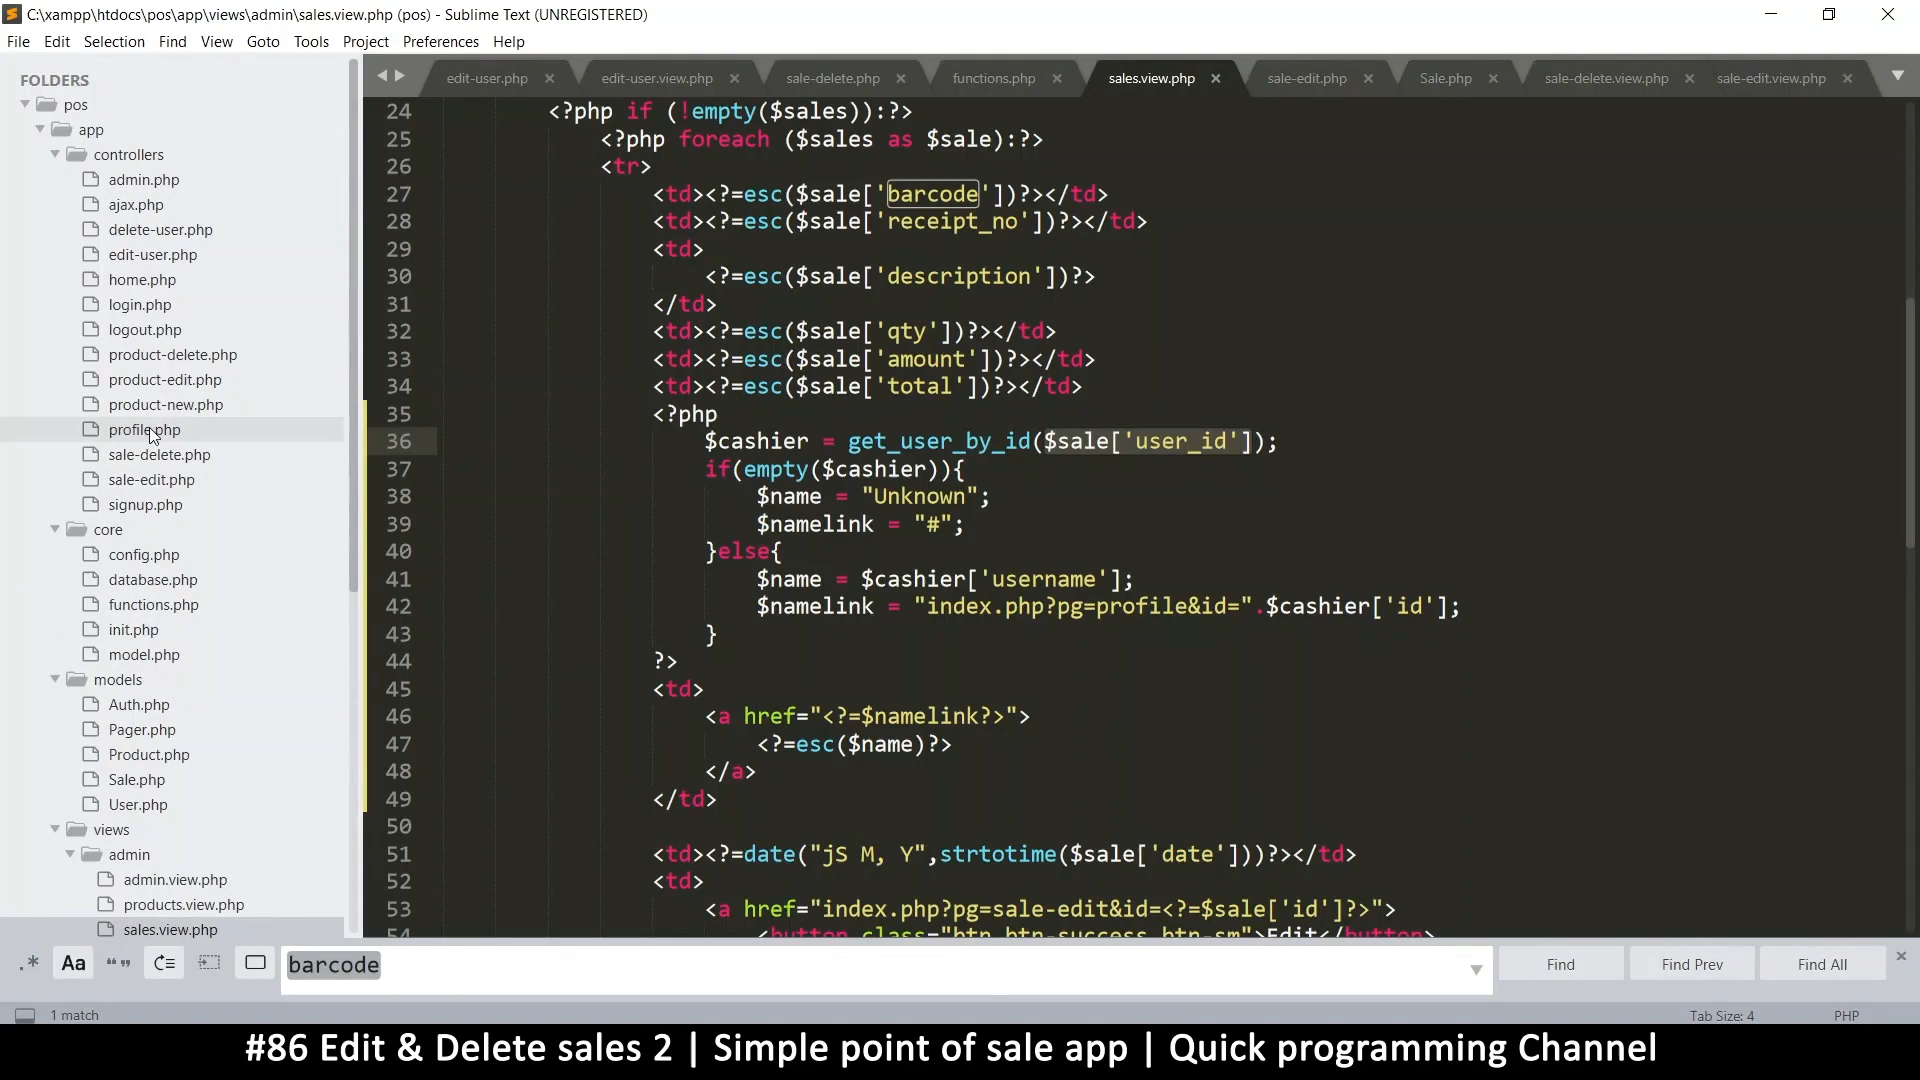 C:\xampp\htdocs\pos\app\views\admin\sales.view.php (pos) - Sublime Text (UNREGISTERED)
File Edit Selection Find View Goto Tools Project Preferences Help
FOLDERS
pos
app
controllers
admin.php
ajax.php
delete-user.php
edit-user.php
home.php
login.php
logout.php
product-delete.php
product-edit.php
product-new.php
profile.php
sale-delete.php
sale-edit.php
signup.php
core
config.php
database.php
functions.php
init.php
model.php
models
Auth.php
Pager.php
Product.php
Sale.php
User.php
views
admin
admin.view.php
products.view.php
sales.view.php
edit-user.php edit-user.view.php sale-delete.php functions.php sales.view.php sale-edit.php Sale.php sale-delete.view.php sale-edit.view.php
24 <?php if (!empty($sales)):?>
25 <?php foreach ($sales as $sale):?>
26 <tr>
27 <td><?=esc($sale['barcode'])?></td>
28 <td><?=esc($sale['receipt_no'])?></td>
29 <td>
30 <?=esc($sale['description'])?>
31 </td>
32 <td><?=esc($sale['qty'])?></td>
33 <td><?=esc($sale['amount'])?></td>
34 <td><?=esc($sale['total'])?></td>
35 <?php
36 $cashier = get_user_by_id($sale['user_id']);
37 if(empty($cashier)){
38 $name = "Unknown";
39 $namelink = "#";
40 }else{
41 $name = $cashier['username'];
42 $namelink = "index.php?pg=profile&id=".$cashier['id'];
43 }
44 ?>
45 <td>
46 <a href="<?=$namelink?>">
47 <?=esc($name)?>
48 </a>
49 </td>
50
51 <td><?=date("jS M, Y",strtotime($sale['date']))?></td>
52 <td>
53 <a href="index.php?pg=sale-edit&id=<?=$sale['id']?>">
54 <button class="btn btn-success btn-sm">Edit</button>
.* Aa “ ” barcode Find Find Prev Find All
1 match Tab Size: 4 PHP
#86 Edit & Delete sales 2 | Simple point of sale app | Quick programming Channel